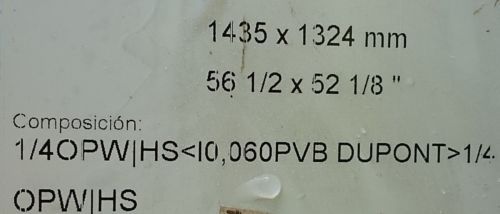 1435 x 1324 mm
56 1/2 x 52 1/8 "
Composición:
1/4OPW|HS<I0,060PVB DUPONT>1/4
OPW|HS